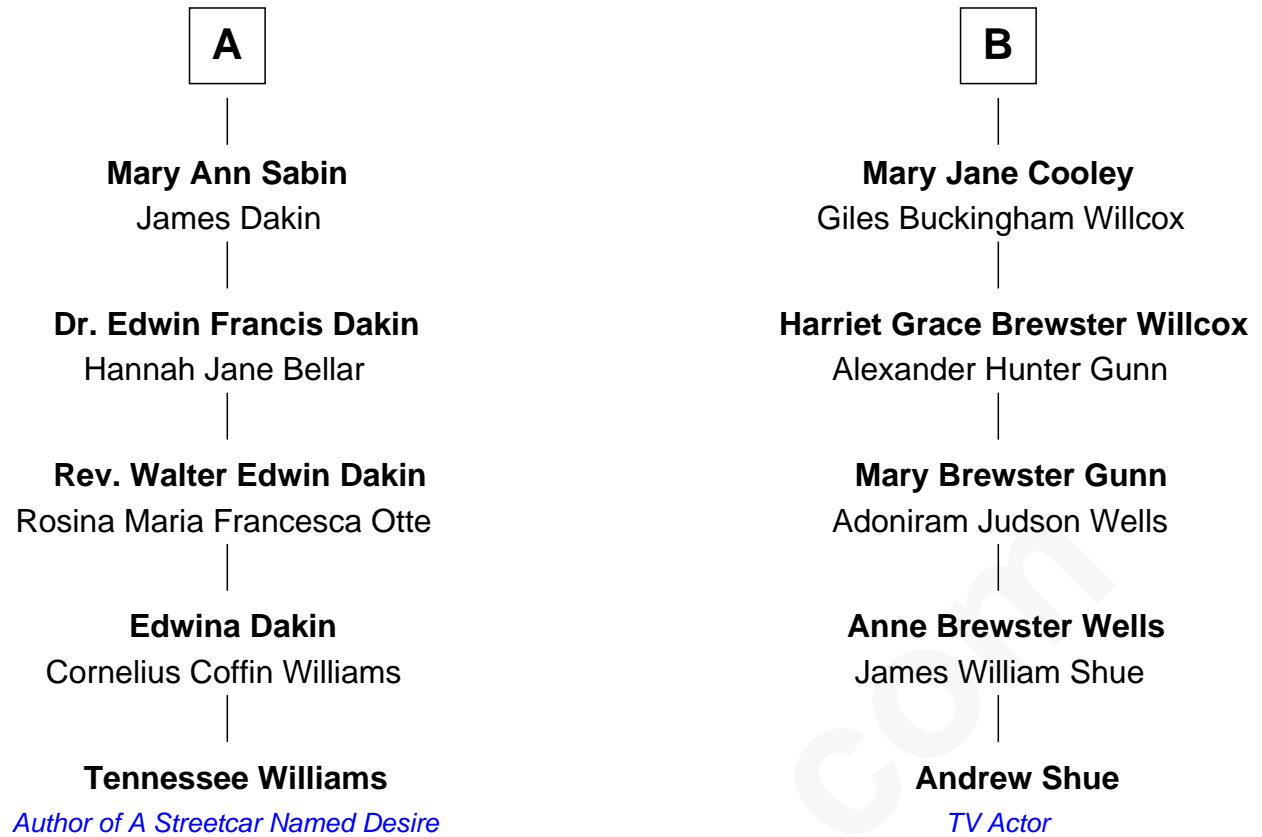 A
Mary Ann Sabin
James Dakin
Dr. Edwin Francis Dakin
Hannah Jane Bellar
Rev. Walter Edwin Dakin
Rosina Maria Francesca Otte
Edwina Dakin
Cornelius Coffin Williams
Tennessee Williams
Author of A Streetcar Named Desire
B
Mary Jane Cooley
Giles Buckingham Willcox
Harriet Grace Brewster Willcox
Alexander Hunter Gunn
Mary Brewster Gunn
Adoniram Judson Wells
Anne Brewster Wells
James William Shue
Andrew Shue
TV Actor
com